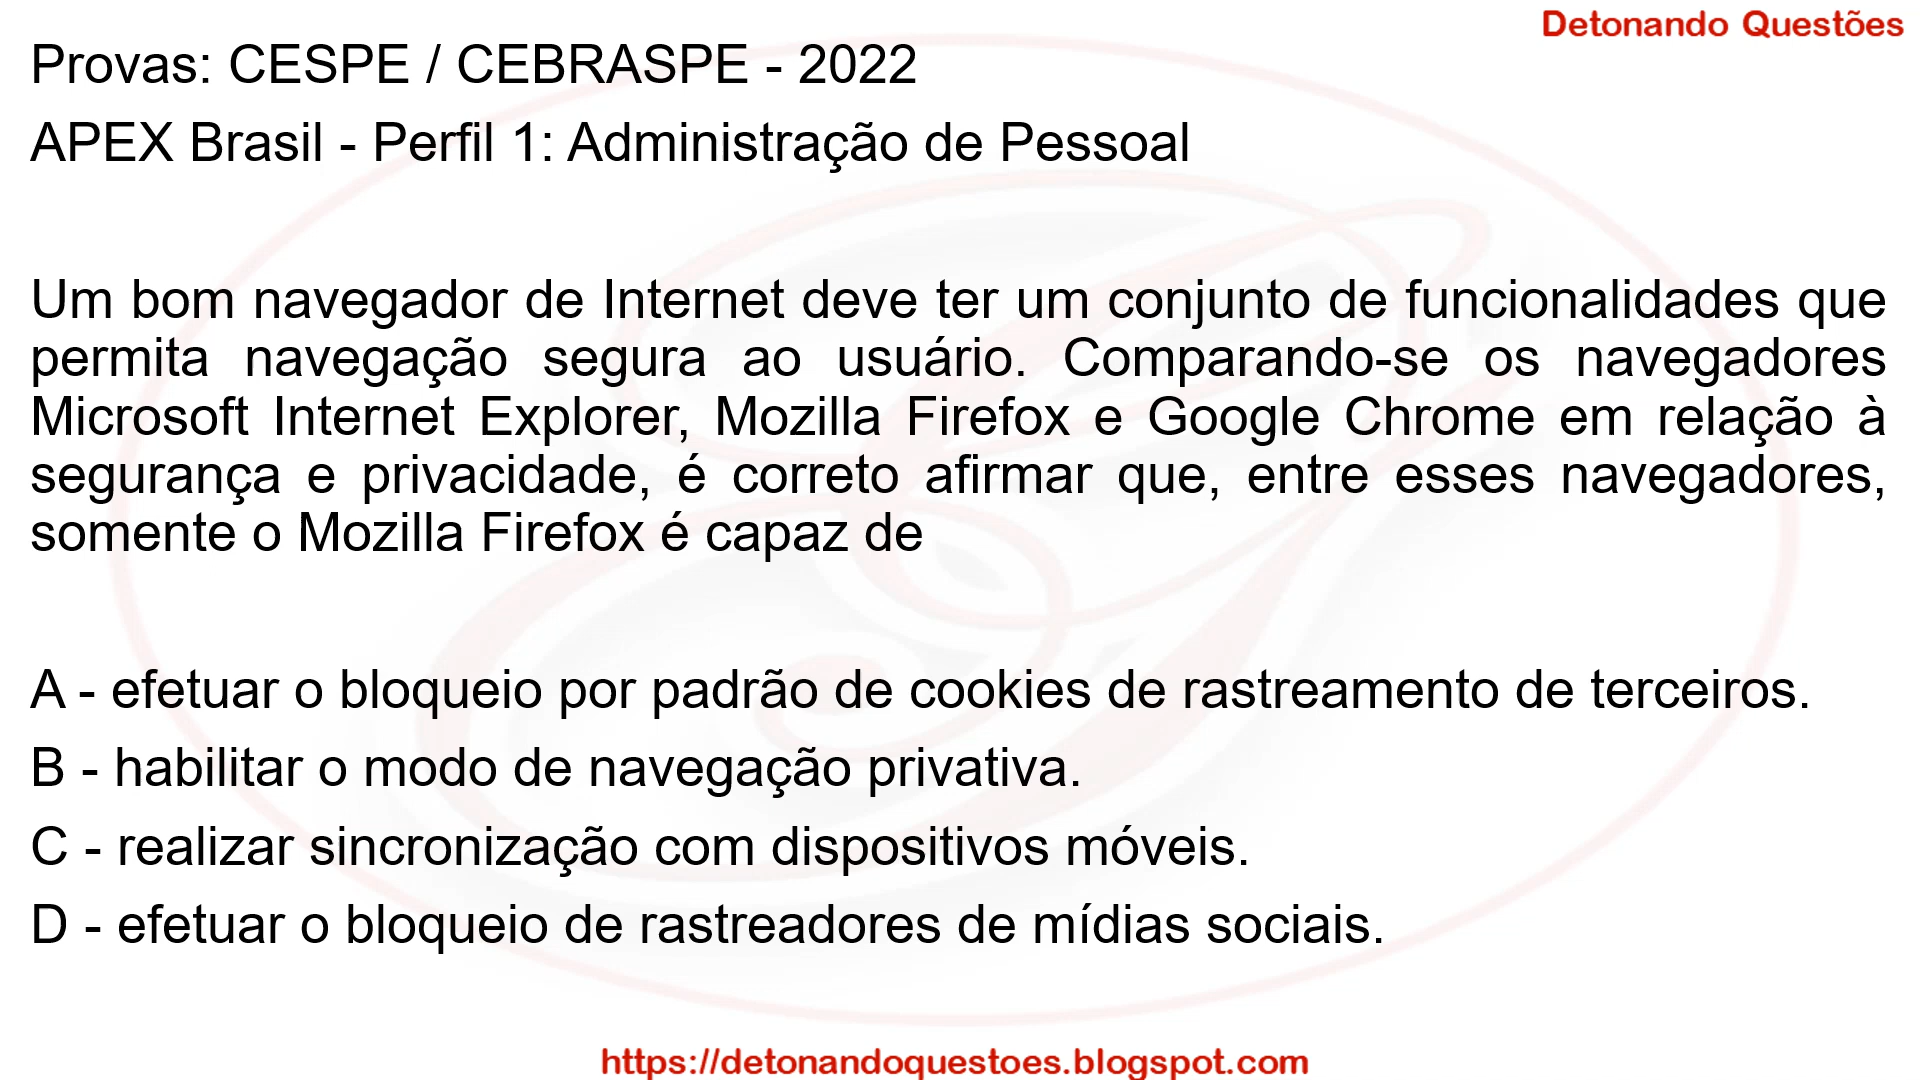 Detonando Questões
Provas: CESPE / CEBRASPE - 2022
APEX Brasil - Perfil 1: Administração de Pessoal
Um bom navegador de Internet deve ter um conjunto de funcionalidades que
permita navegação segura ao usuário. Comparando-se os navegadores
Microsoft Internet Explorer, Mozilla Firefox e Google Chrome em relação à
segurança e privacidade, é correto afirmar que, entre esses navegadores,
somente o Mozilla Firefox é capaz de
A - efetuar o bloqueio por padrão de cookies de rastreamento de terceiros.
B - habilitar o modo de navegação privativa.
C - realizar sincronização com dispositivos móveis.
D - efetuar o bloqueio de rastreadores de mídias sociais.
https://detonandoquestoes.blogspot.com